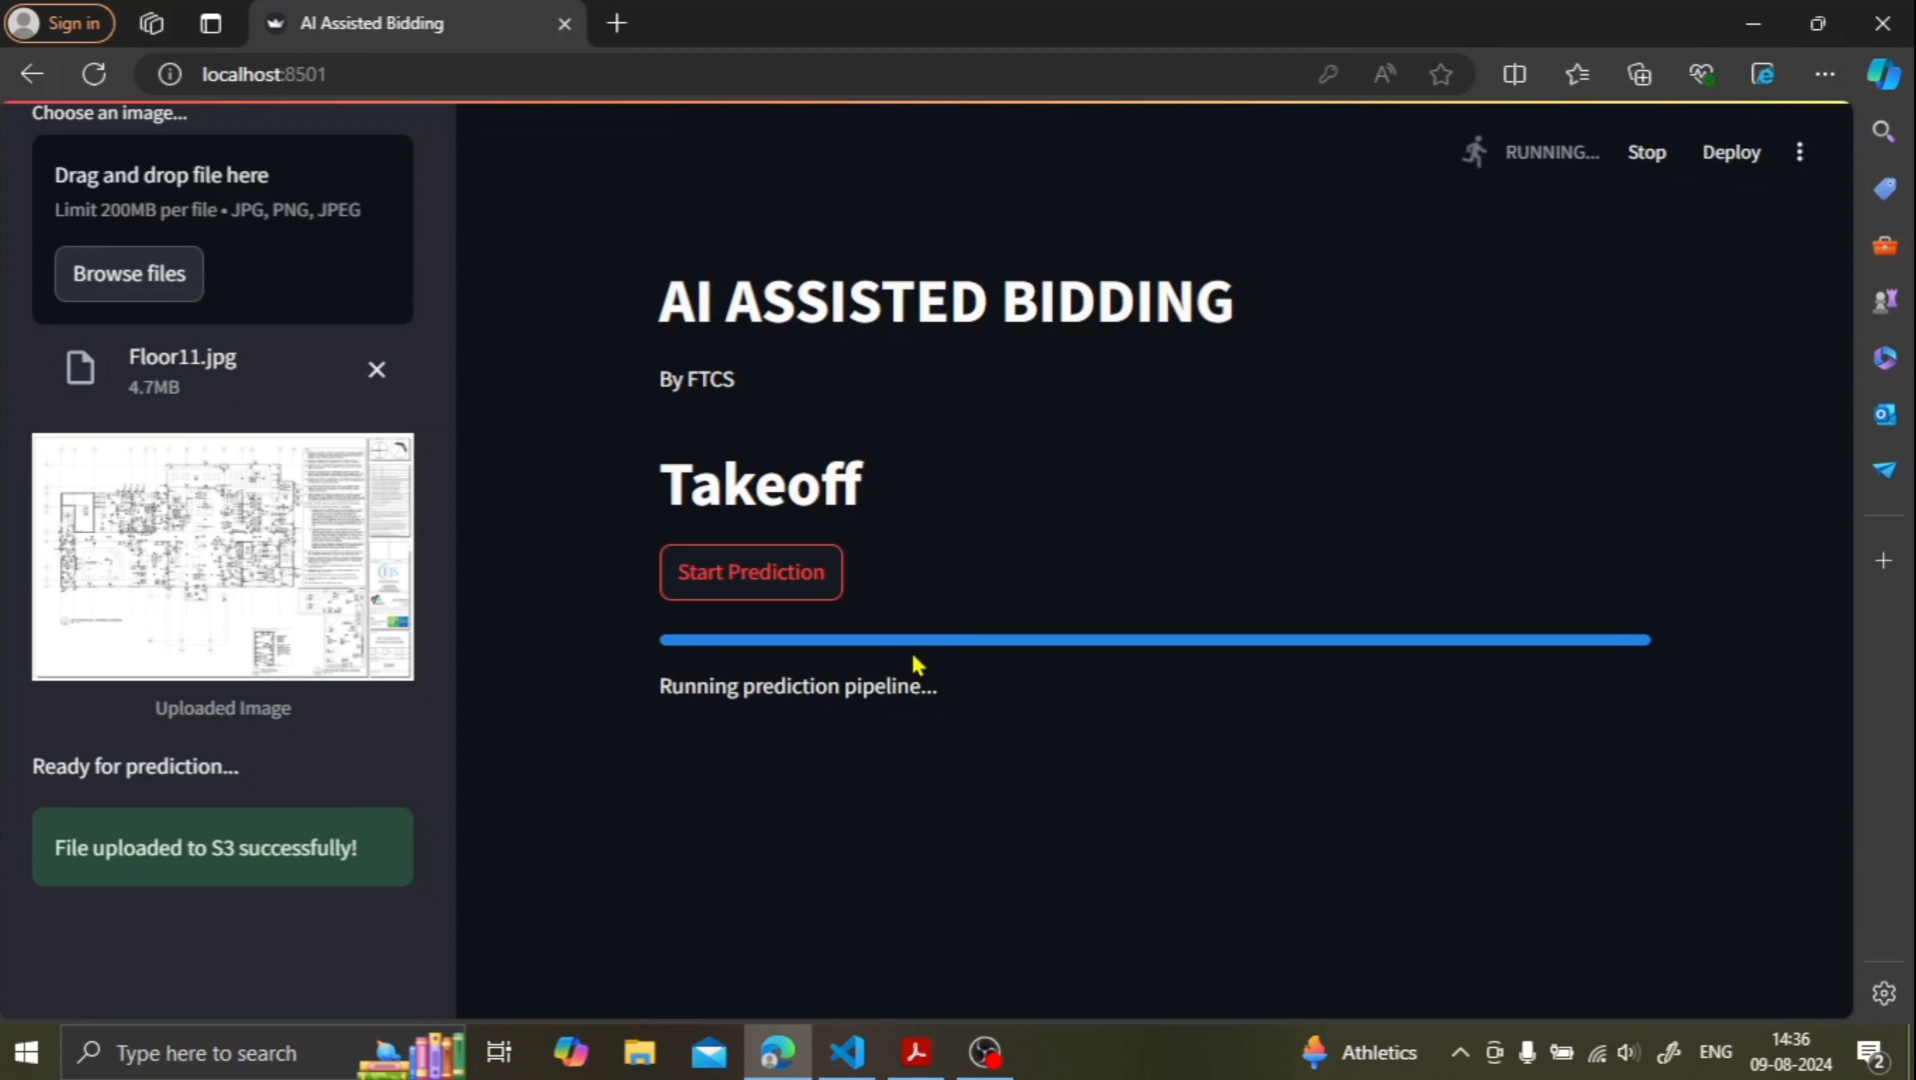 Sign in
AI Assisted Bidding
localhost:8501
Choose an image...
Drag and drop file here
Limit 200MB per file • JPG, PNG, JPEG
Browse files
Floor11.jpg
4.7MB
Uploaded Image
Ready for prediction...
File uploaded to S3 successfully!
RUNNING...
Stop
Deploy
AI ASSISTED BIDDING
By FTCS
Takeoff
Start Prediction
Running prediction pipeline...
Type here to search
Athletics
ENG
14:36
09-08-2024
2